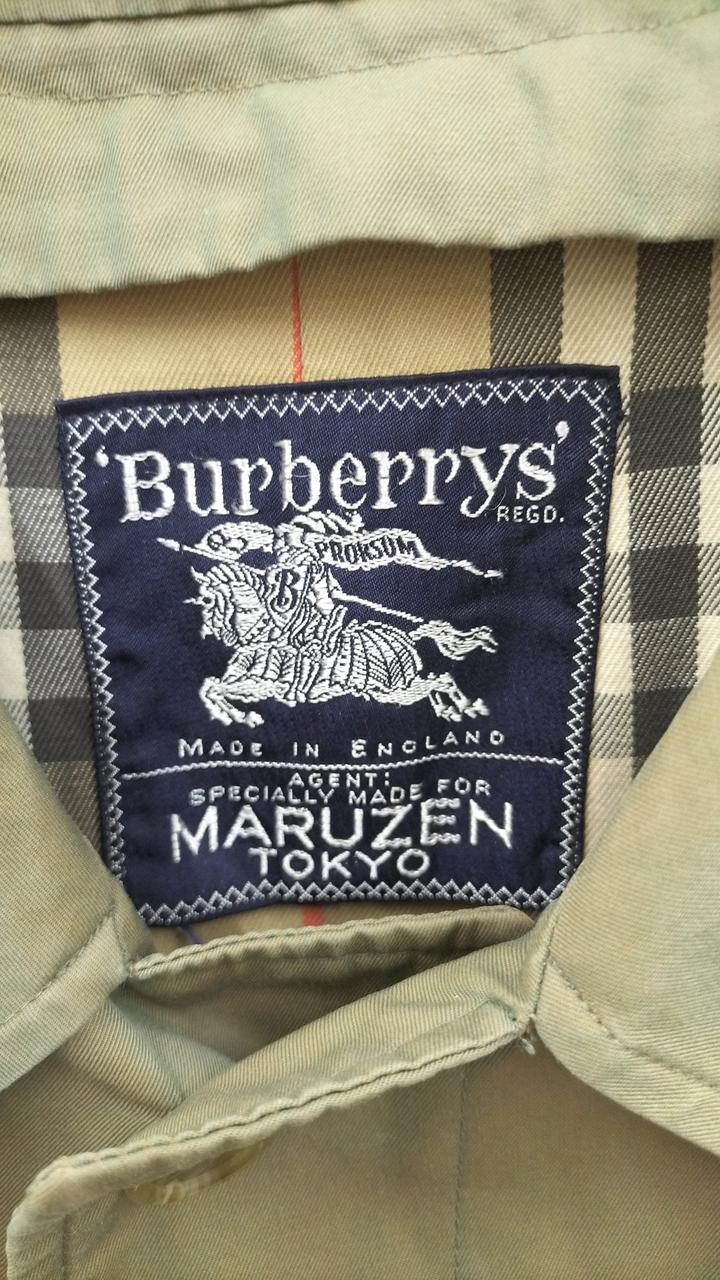 'Burberrys'
REGD.
PRORSUM
B
MADE IN ENGLAND
AGENT:
SPECIALLY MADE FOR
MARUZEN
TOKYO